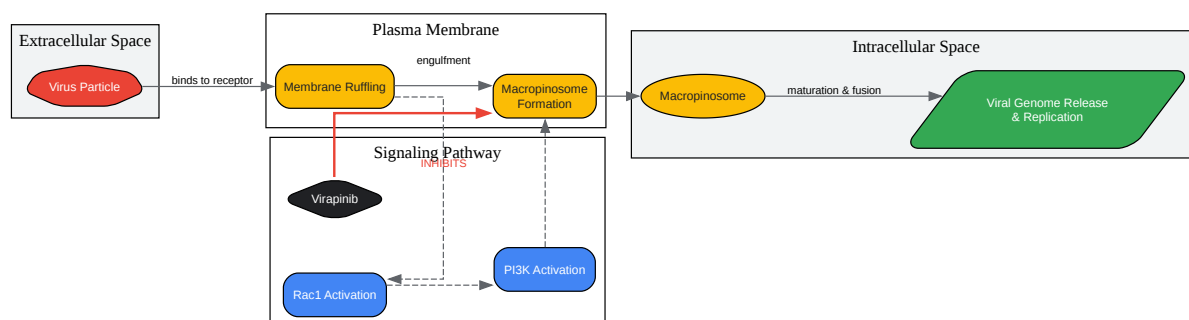 Extracellular Space
Virus Particle
binds to receptor
Plasma Membrane
Membrane Ruffling
engulfment
Macropinosome
Formation
Signaling Pathway
INHIBITS
Virapinib
PI3K Activation
Rac1 Activation
Intracellular Space
Macropinosome
maturation & fusion
Viral Genome Release
& Replication